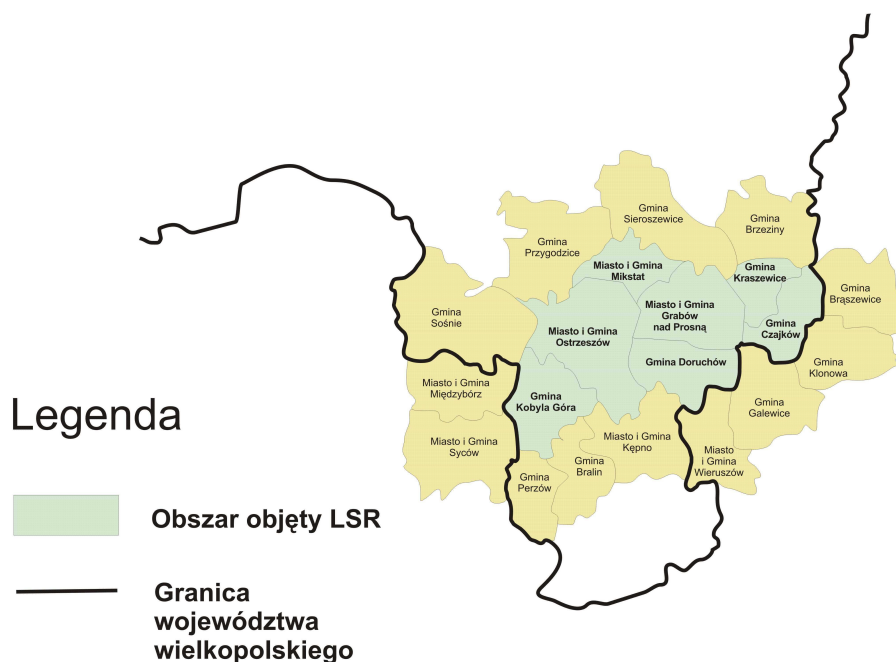 Gmina
Sieroszewice
Gmina
Brzeziny
Gmina
Przygodzice
Miasto i Gmina
Mikstat
Gmina
Kraszewice
Gmina
Brąszewice
Gmina
Sośnie
Miasto i Gmina
Grabów
nad Prosną
Miasto i Gmina
Ostrzeszów
Gmina
Czajków
Gmina Doruchów
Gmina
Klonowa
Miasto i Gmina
Międzybórz
Gmina
Kobyla Góra
Gmina
Galewice
Miasto i Gmina
Syców
Miasto i Gmina
Kępno
Gmina
Bralin
Miasto
i Gmina
Wieruszów
Gmina
Perzów
Legenda
Obszar objęty LSR
Granica
województwa
wielkopolskiego